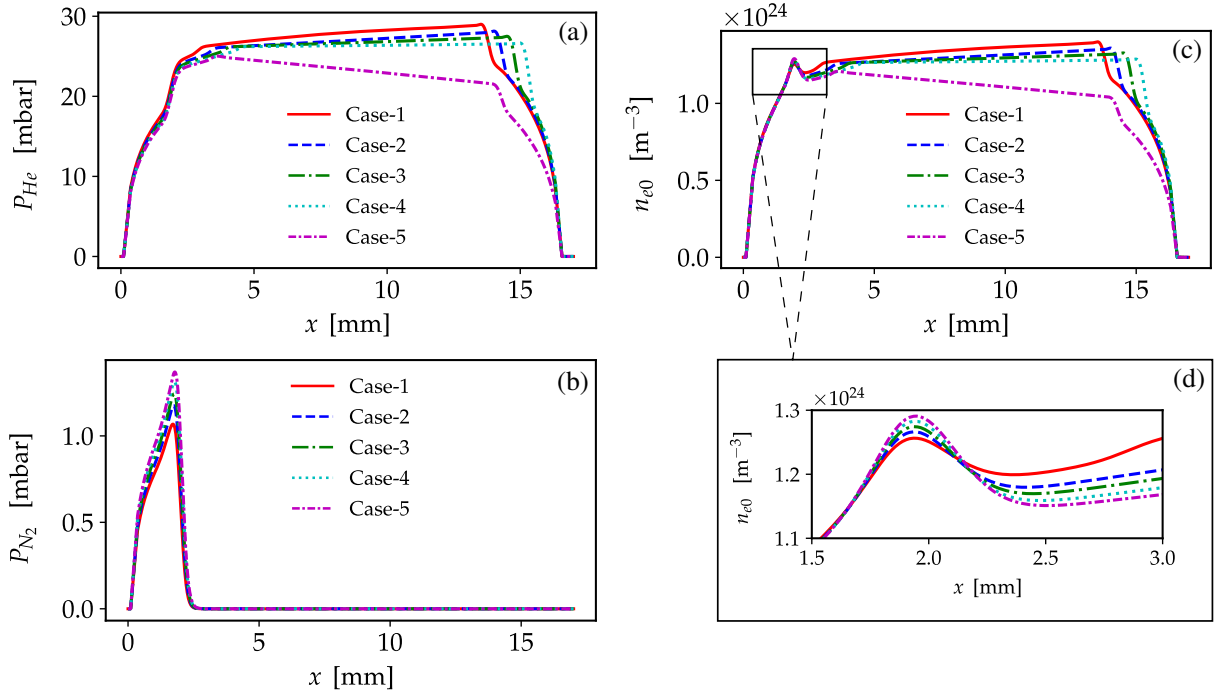 (a)
30
20
10
0
P_{He} [mbar]
Case-1
Case-2
Case-3
Case-4
Case-5
0 5 10 15
x [mm]
×10^{24}
(c)
1.0
0.5
0.0
n_{e0} [m^{−3}]
Case-1
Case-2
Case-3
Case-4
Case-5
0 5 10 15
x [mm]
(b)
1.0
0.5
0.0
P_{N_2} [mbar]
Case-1
Case-2
Case-3
Case-4
Case-5
0 5 10 15
x [mm]
(d)
×10^{24}
1.3
1.2
1.1
n_{e0} [m^{−3}]
1.5 2.0 2.5 3.0
x [mm]